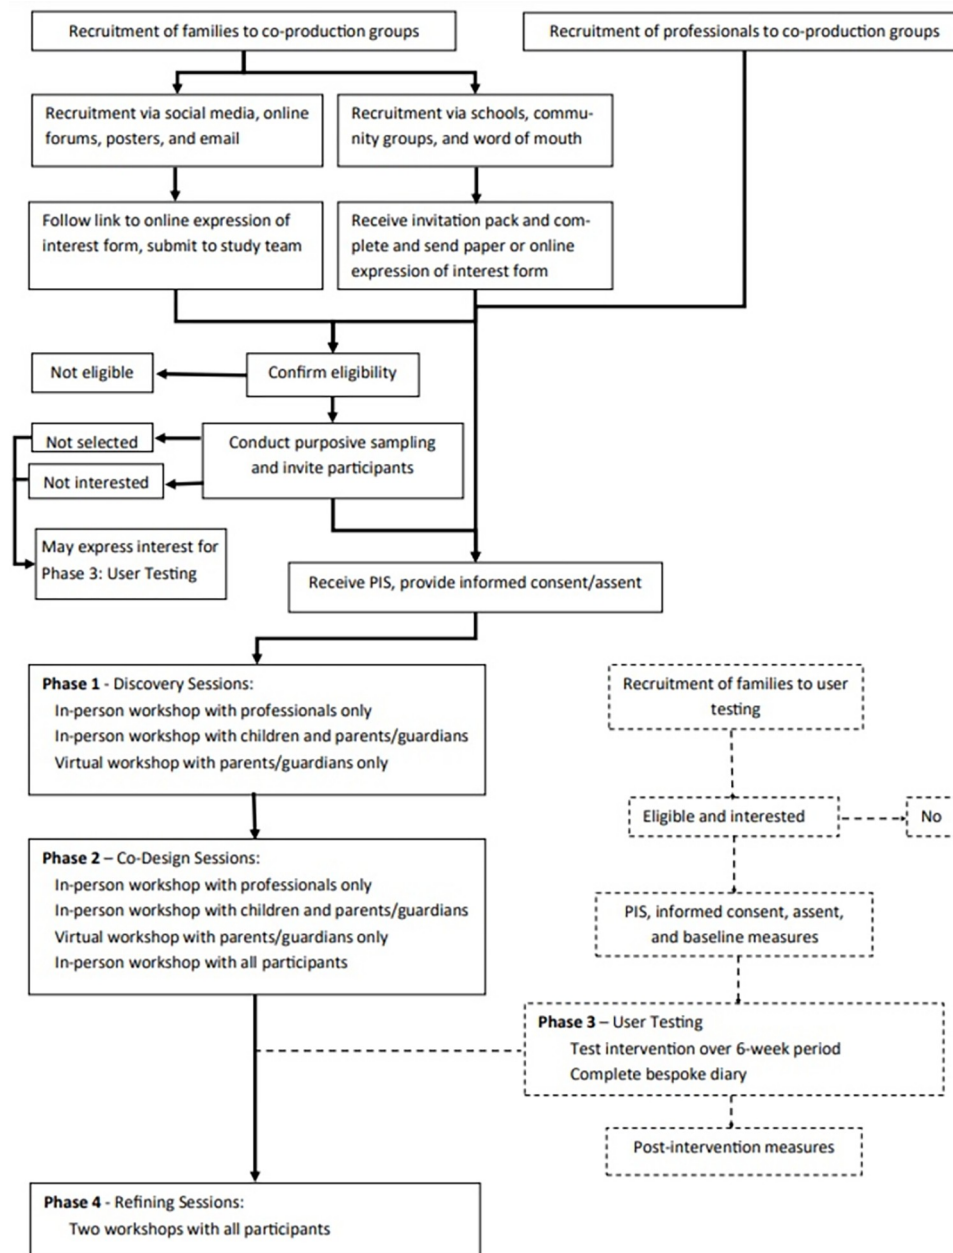 Recruitment of families to co-production groups
Recruitment of professionals to co-production groups
Recruitment via social media, online
forums, posters, and email
Recruitment via schools, commu-
nity groups, and word of mouth
Follow link to online expression of
interest form, submit to study team
Receive invitation pack and com-
plete and send paper or online
expression of interest form
Not eligible
Confirm eligibility
Not selected
Not interested
Conduct purposive sampling
and invite participants
May express interest for
Phase 3: User Testing
Receive PIS, provide informed consent/assent
Phase 1 - Discovery Sessions:
In-person workshop with professionals only
In-person workshop with children and parents/guardians
Virtual workshop with parents/guardians only
Recruitment of families to user
testing
Eligible and interested
No
Phase 2 – Co-Design Sessions:
In-person workshop with professionals only
In-person workshop with children and parents/guardians
Virtual workshop with parents/guardians only
In-person workshop with all participants
PIS, informed consent, assent,
and baseline measures
Phase 3 – User Testing
Test intervention over 6-week period
Complete bespoke diary
Post-intervention measures
Phase 4 - Refining Sessions:
Two workshops with all participants